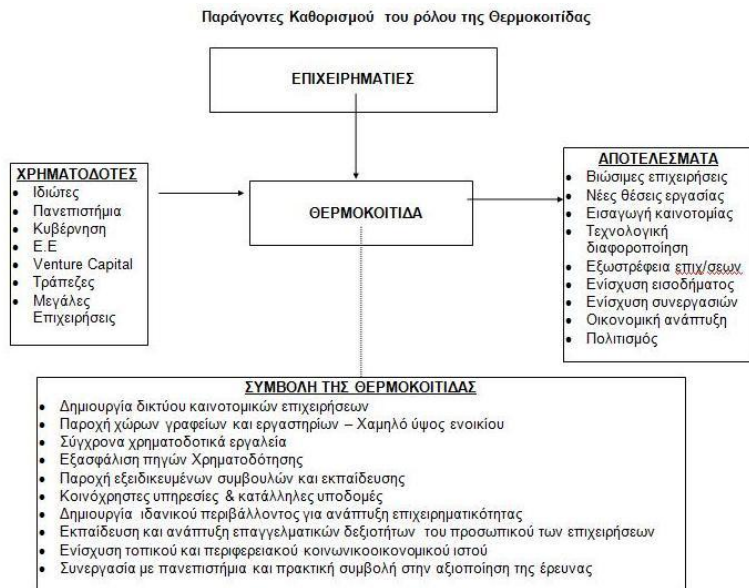 Παράγοντες Καθορισμού του ρόλου της Θερμοκοιτίδας
ΕΠΙΧΕΙΡΗΜΑΤΙΕΣ
ΧΡΗΜΑΤΟΔΟΤΕΣ
• Ιδιώτες
• Πανεπιστήμια
• Κυβέρνηση
• Ε.Ε
• Venture Capital
• Τράπεζες
• Μεγάλες
Επιχειρήσεις
ΘΕΡΜΟΚΟΙΤΙΔΑ
ΑΠΟΤΕΛΕΣΜΑΤΑ
• Βιώσιμες επιχειρήσεις
• Νέες θέσεις εργασίας
• Εισαγωγή καινοτομίας
• Τεχνολογική
διαφοροποίηση
• Εξωστρέφεια επιχ/σεων
• Ενίσχυση εισοδήματος
• Ενίσχυση συνεργασιών
• Οικονομική ανάπτυξη
• Πολιτισμός
ΣΥΜΒΟΛΗ ΤΗΣ ΘΕΡΜΟΚΟΙΤΙΔΑΣ
• Δημιουργία δικτύου καινοτομικών επιχειρήσεων
• Παροχή χώρων γραφείων και εργαστηρίων – Χαμηλό ύψος ενοικίου
• Σύγχρονα χρηματοδοτικά εργαλεία
• Εξασφάλιση πηγών Χρηματοδότησης
• Παροχή εξειδικευμένων συμβουλών και εκπαίδευσης
• Κοινόχρηστες υπηρεσίες & κατάλληλες υποδομές
• Δημιουργία ιδανικού περιβάλλοντος για ανάπτυξη επιχειρηματικότητας
• Εκπαίδευση και ανάπτυξη επαγγελματικών δεξιοτήτων του προσωπικού των επιχειρήσεων
• Ενίσχυση τοπικού και περιφερειακού κοινωνικοοικονομικού ιστού
• Συνεργασία με πανεπιστήμια και πρακτική συμβολή στην αξιοποίηση της έρευνας